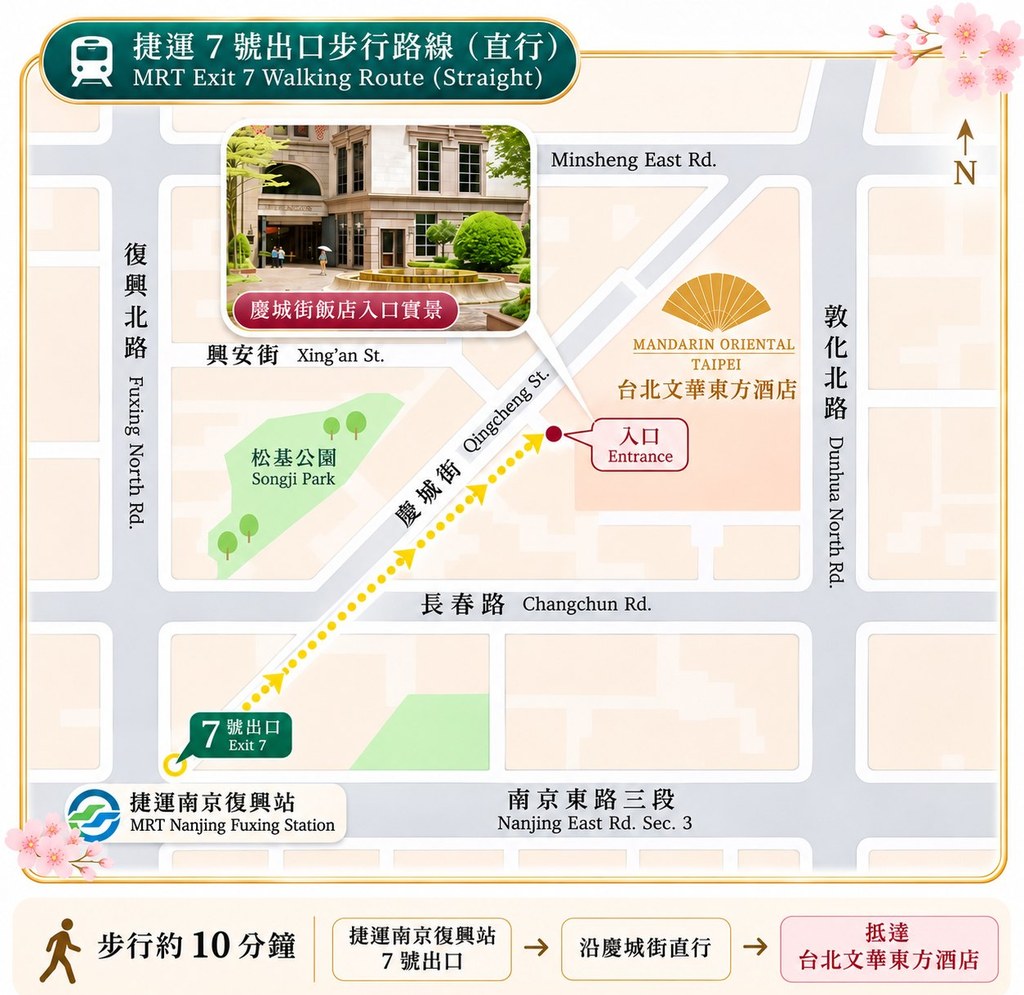 捷運 7 號出口步行路線（直行）
MRT Exit 7 Walking Route (Straight)
Minsheng East Rd.
N
慶城街飯店入口實景
復興北路 Fuxing North Rd.
興安街 Xing'an St.
MANDARIN ORIENTAL
TAIPEI
台北文華東方酒店
敦化北路 Dunhua North Rd.
慶城街 Qingcheng St.
入口
Entrance
松基公園
Songji Park
長春路 Changchun Rd.
7 號出口
Exit 7
捷運南京復興站
MRT Nanjing Fuxing Station
南京東路三段
Nanjing East Rd. Sec. 3
步行約 10 分鐘
捷運南京復興站
7 號出口
沿慶城街直行
抵達
台北文華東方酒店